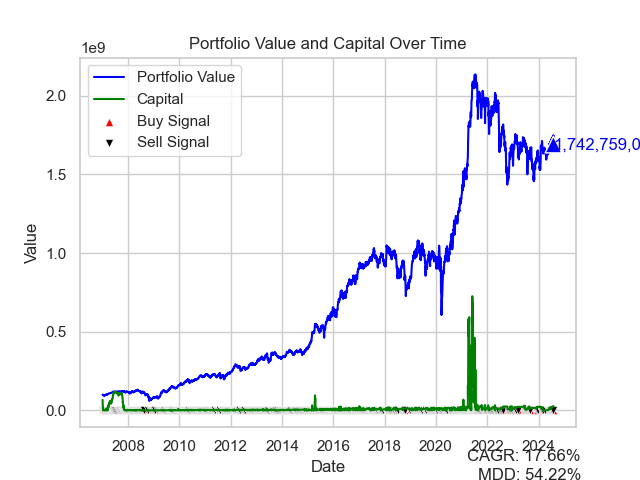 Portfolio Value and Capital Over Time
1e9
Portfolio Value
Capital
Buy Signal
Sell Signal
2.0
1.5
1.0
0.5
0.0
Value
1,742,759,0
2008 2010 2012 2014 2016 2018 2020 2022 2024
Date
CAGR: 17.66%
MDD: 54.22%